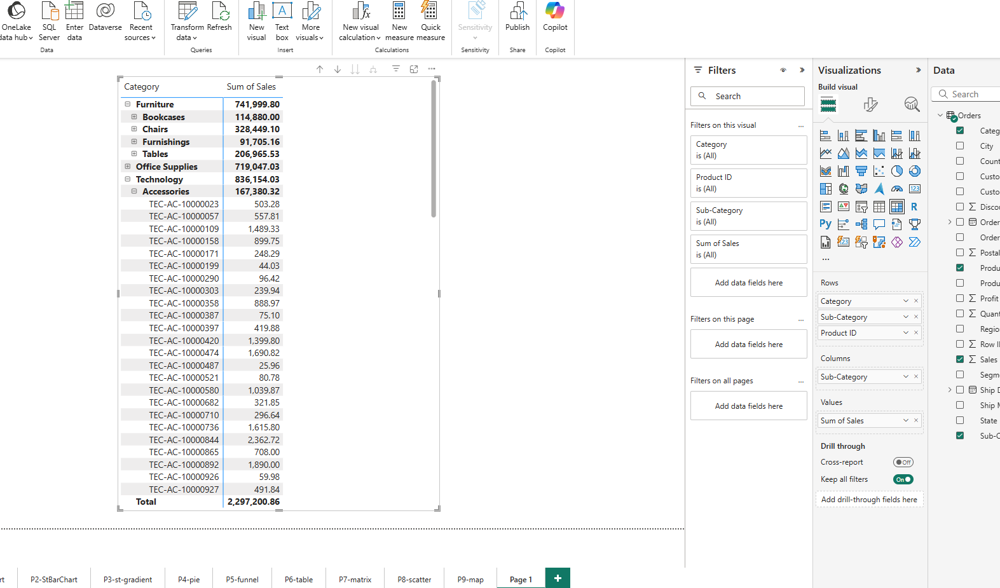 OneLake
data hub
SQL
Server
Enter
data
Dataverse
Recent
sources
Data
Transform
data
Refresh
Queries
New
visual
Text
box
More
visuals
Insert
New visual
calculation
New
measure
Quick
measure
Calculations
Sensitivity
Sensitivity
Publish
Share
Copilot
Copilot
Category Sum of Sales
Furniture 741,999.80
Bookcases 114,880.00
Chairs 328,449.10
Furnishings 91,705.16
Tables 206,965.53
Office Supplies 719,047.03
Technology 836,154.03
Accessories 167,380.32
TEC-AC-10000023 503.28
TEC-AC-10000057 557.81
TEC-AC-10000109 1,489.33
TEC-AC-10000158 899.75
TEC-AC-10000171 248.29
TEC-AC-10000199 44.03
TEC-AC-10000290 96.42
TEC-AC-10000303 239.94
TEC-AC-10000358 888.97
TEC-AC-10000387 75.10
TEC-AC-10000397 419.88
TEC-AC-10000420 1,399.80
TEC-AC-10000474 1,690.82
TEC-AC-10000487 25.96
TEC-AC-10000521 80.78
TEC-AC-10000580 1,039.87
TEC-AC-10000682 321.85
TEC-AC-10000710 296.64
TEC-AC-10000736 1,615.80
TEC-AC-10000844 2,362.72
TEC-AC-10000865 708.00
TEC-AC-10000892 1,890.00
TEC-AC-10000926 59.98
TEC-AC-10000927 491.84
Total 2,297,200.86
Filters
Search
Filters on this visual
Category
is (All)
Product ID
is (All)
Sub-Category
is (All)
Sum of Sales
is (All)
Add data fields here
Filters on this page
Add data fields here
Filters on all pages
Add data fields here
Visualizations
Build visual
123
R
Py
123
Rows
Category
Sub-Category
Product ID
Columns
Sub-Category
Values
Sum of Sales
Drill through
Cross-report Off
Keep all filters On
Add drill-through fields here
Data
Search
Orders
Categ
City
Count
Custo
Custo
Discou
Order
Order
Postal
Produ
Produ
Profit
Quant
Regio
Row I
Sales
Segm
Ship D
Ship M
State
Sub-C
rt
P2-StBarChart
P3-st-gradient
P4-pie
P5-funnel
P6-table
P7-matrix
P8-scatter
P9-map
Page 1
+